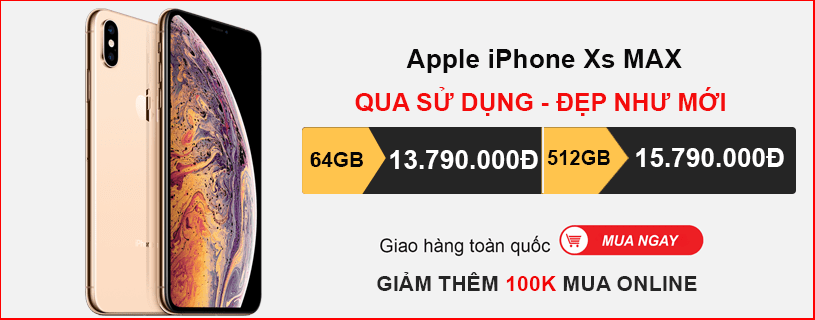 Apple iPhone Xs MAX
QUA SỬ DỤNG - ĐẸP NHƯ MỚI
64GB 13.790.000Đ 512GB 15.790.000Đ
Giao hàng toàn quốc MUA NGAY
GIẢM THÊM 100K MUA ONLINE